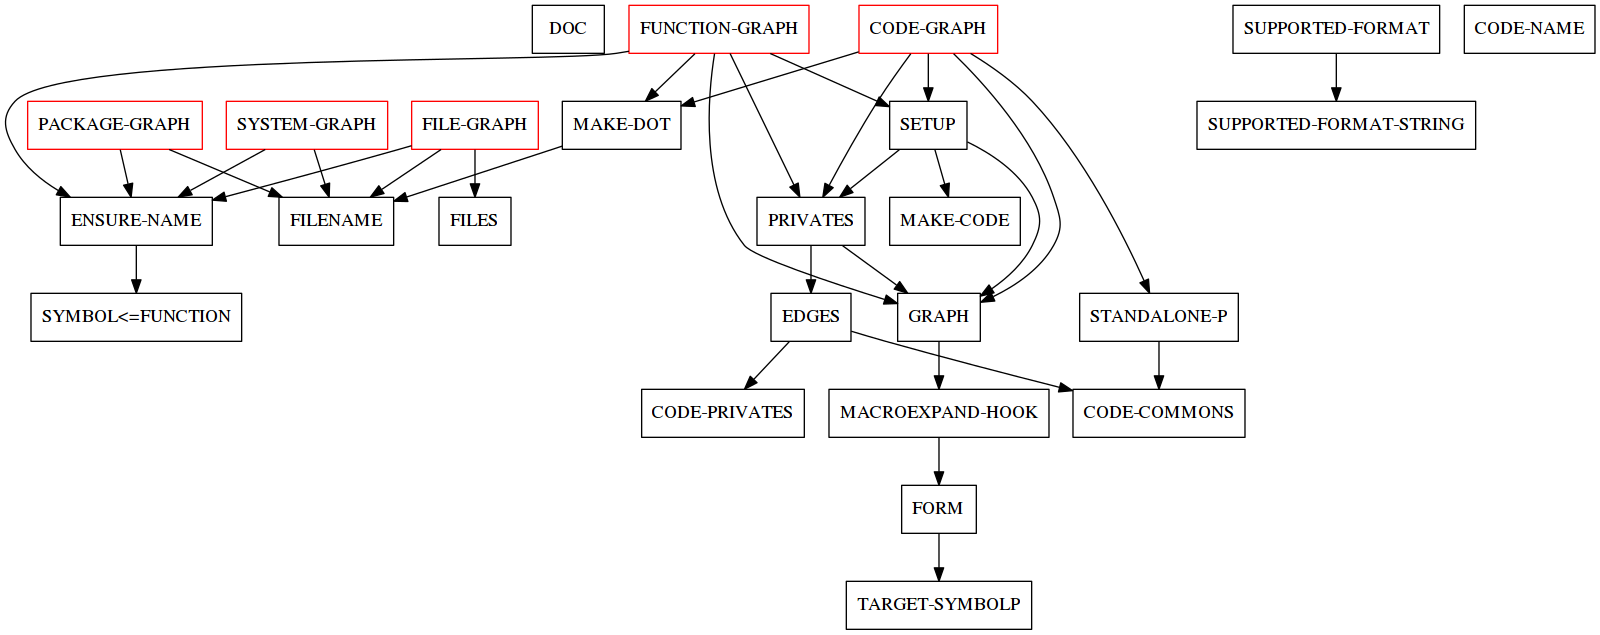 DOC
FUNCTION-GRAPH
CODE-GRAPH
SUPPORTED-FORMAT
CODE-NAME
PACKAGE-GRAPH
SYSTEM-GRAPH
FILE-GRAPH
MAKE-DOT
SETUP
SUPPORTED-FORMAT-STRING
ENSURE-NAME
FILENAME
FILES
PRIVATES
MAKE-CODE
SYMBOL<=FUNCTION
EDGES
GRAPH
STANDALONE-P
CODE-PRIVATES
MACROEXPAND-HOOK
CODE-COMMONS
FORM
TARGET-SYMBOLP